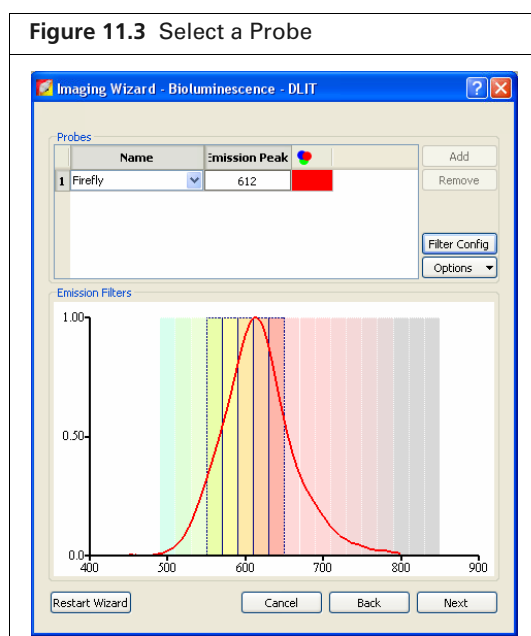 Figure 11.3 Select a Probe
Imaging Wizard - Bioluminescence - DLIT
Probes
Name Emission Peak
Add
1 Firefly 612
Remove
Filter Config
Options
Emission Filters
1.00
0.50
0.0
400 500 600 700 800 900
Restart Wizard Cancel Back Next